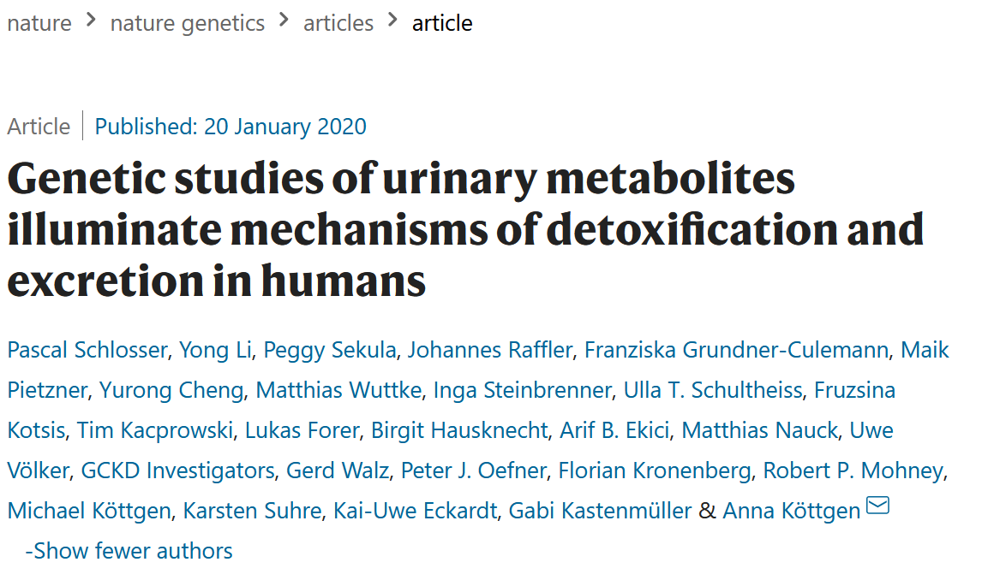 nature > nature genetics > articles > article
Article | Published: 20 January 2020
Genetic studies of urinary metabolites
illuminate mechanisms of detoxification and
excretion in humans
Pascal Schlosser, Yong Li, Peggy Sekula, Johannes Raffler, Franziska Grundner-Culemann, Maik
Pietzner, Yurong Cheng, Matthias Wuttke, Inga Steinbrenner, Ulla T. Schultheiss, Fruzsina
Kotsis, Tim Kacprowski, Lukas Forer, Birgit Hausknecht, Arif B. Ekici, Matthias Nauck, Uwe
Völker, GCKD Investigators, Gerd Walz, Peter J. Oefner, Florian Kronenberg, Robert P. Mohney,
Michael Köttgen, Karsten Suhre, Kai-Uwe Eckardt, Gabi Kastenmüller & Anna Köttgen
-Show fewer authors